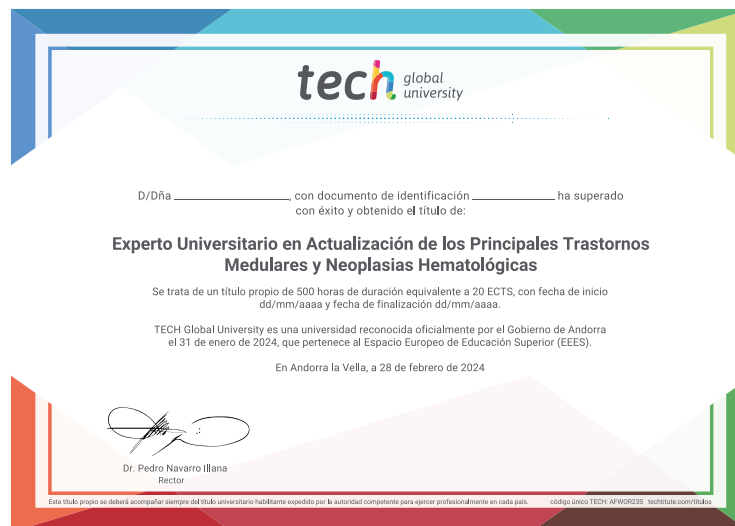 tech global university
D/Dña ____________________, con documento de identificación ______________ ha superado
con éxito y obtenido el título de:
Experto Universitario en Actualización de los Principales Trastornos
Medulares y Neoplasias Hematológicas
Se trata de un título propio de 500 horas de duración equivalente a 20 ECTS, con fecha de inicio
dd/mm/aaaa y fecha de finalización dd/mm/aaaa.
TECH Global University es una universidad reconocida oficialmente por el Gobierno de Andorra
el 31 de enero de 2024, que pertenece al Espacio Europeo de Educación Superior (EEES).
En Andorra la Vella, a 28 de febrero de 2024
Dr. Pedro Navarro Illana
Rector
Este título propio se deberá acompañar siempre del título universitario habilitante expedido por la autoridad competente para ejercer profesionalmente en cada país. código único TECH: AFWOR23S techtitute.com/titulos